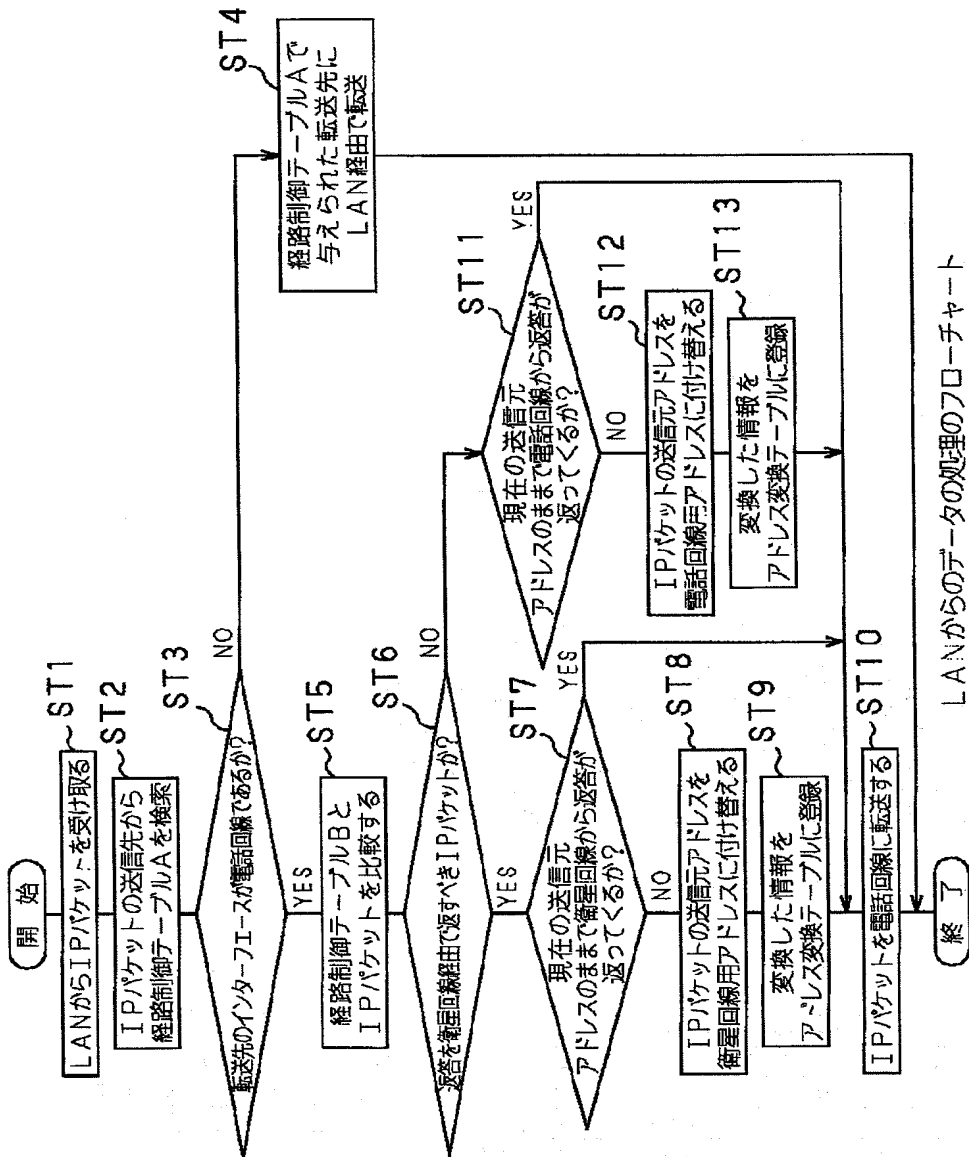 開始
LANからIPパケットを受け取る
ST1
IPパケットの送信先から
経路制御テーブルAを検索
ST2
転送先のインターフェースが電話回線であるか?
ST3
NO
YES
経路制御テーブルAで
与えられた転送先に
LAN経由で転送
ST4
経路制御テーブルBと
IPパケットを比較する
ST5
返答を衛星回線経由で返すべきIPパケットか?
ST6
NO
YES
現在の送信元
アドレスのままで衛星回線から返答が
返ってくるか?
ST7
YES
NO
IPパケットの送信元アドレスを
衛星回線用アドレスに付け替える
ST8
変換した情報を
アドレス変換テーブルに登録
ST9
現在の送信元
アドレスのままで電話回線から返答が
返ってくるか?
ST11
YES
NO
IPパケットの送信元アドレスを
電話回線用アドレスに付け替える
ST12
変換した情報を
アドレス変換テーブルに登録
ST13
IPパケットを電話回線に転送する
ST10
終了
LANからのデータの処理のフローチャート